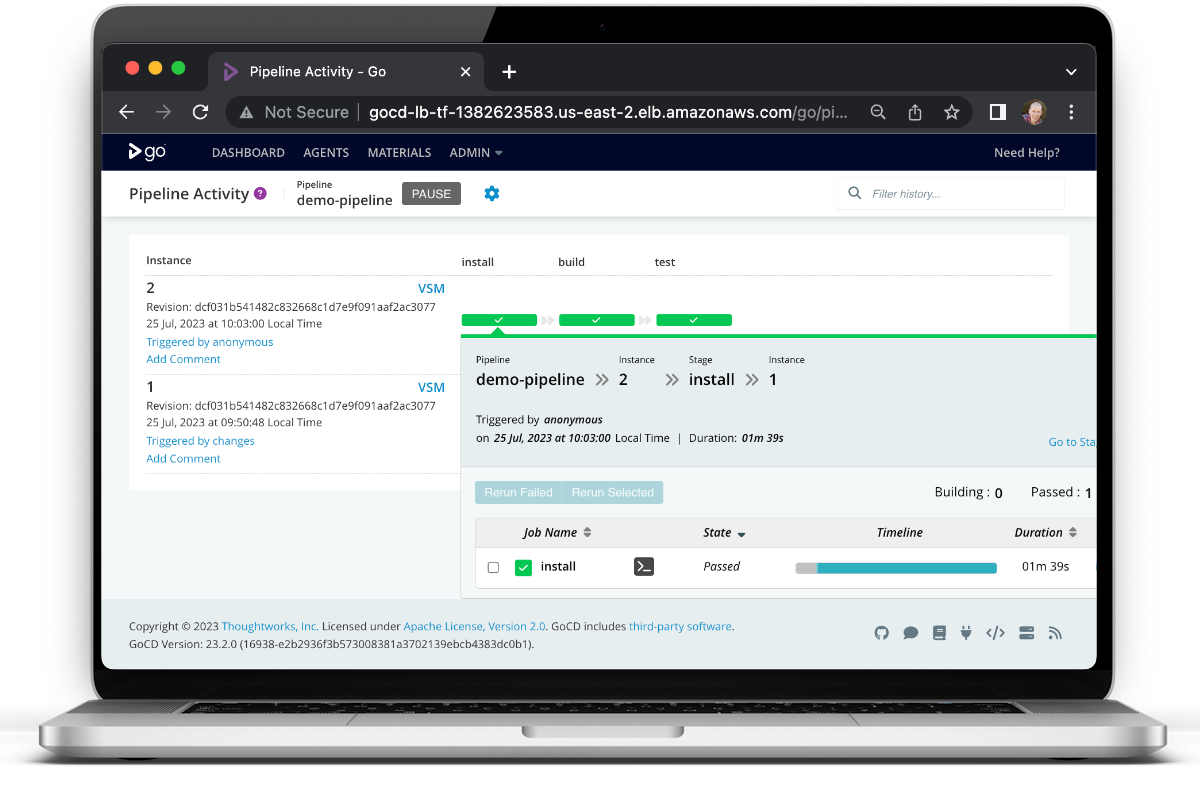 Pipeline Activity - Go
Not Secure
gocd-lb-tf-1382623583.us-east-2.elb.amazonaws.com/go/pi...
go
DASHBOARD
AGENTS
MATERIALS
ADMIN
Need Help?
Pipeline Activity ?
Pipeline
demo-pipeline
PAUSE
Filter history...
Instance
install
build
test
2
VSM
Revision: dcf031b541482c832668c1d7e9f091aaf2ac3077
25 Jul, 2023 at 10:03:00 Local Time
Triggered by anonymous
Add Comment
1
VSM
Revision: dcf031b541482c832668c1d7e9f091aaf2ac3077
25 Jul, 2023 at 09:50:48 Local Time
Triggered by changes
Add Comment
Pipeline
Instance
Stage
Instance
demo-pipeline
2
install
1
Triggered by anonymous
on 25 Jul, 2023 at 10:03:00 Local Time | Duration: 01m 39s
Go to Sta
Rerun Failed
Rerun Selected
Building : 0
Passed : 1
Job Name
State
Timeline
Duration
install
Passed
01m 39s
Copyright © 2023 Thoughtworks, Inc. Licensed under Apache License, Version 2.0. GoCD includes third-party software.
GoCD Version: 23.2.0 (16938-e2b2936f3b573008381a3702139ebcb4383dc0b1).